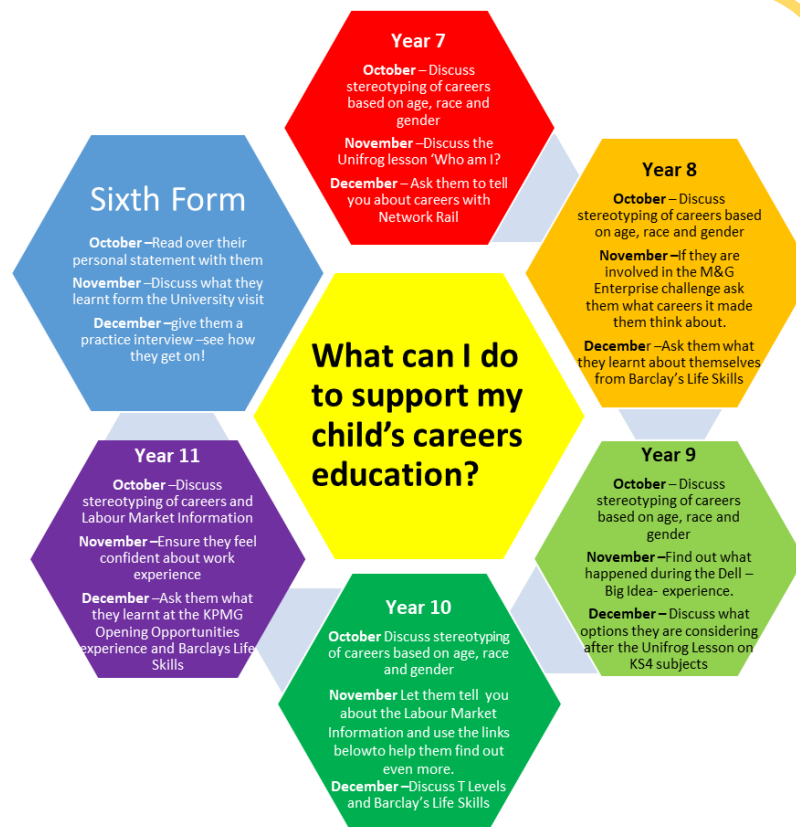 Year 7
October – Discuss
stereotyping of careers
based on age, race and
gender
November –Discuss the
Unifrog lesson ‘Who am I?
December – Ask them to tell
you about careers with
Network Rail
Year 8
October – Discuss
stereotyping of careers based
on age, race and gender
November –If they are
involved in the M&G
Enterprise challenge ask
them what careers it made
them think about.
December –Ask them what
they learnt about themselves
from Barclay’s Life Skills
Year 9
October – Discuss
stereotyping of careers
based on age, race and
gender
November –Find out what
happened during the Dell –
Big Idea- experience.
December – Discuss what
options they are considering
after the Unifrog Lesson on
KS4 subjects
Year 10
October Discuss stereotyping
of careers based on age, race
and gender
November Let them tell you
about the Labour Market
Information and use the links
belowto help them find out
even more.
December –Discuss T Levels
and Barclay’s Life Skills
Year 11
October –Discuss
stereotyping of careers and
Labour Market Information
November –Ensure they feel
confident about work
experience
December –Ask them what
they learnt at the KPMG
Opening Opportunities
experience and Barclays Life
Skills
Sixth Form
October –Read over their
personal statement with them
November –Discuss what they
learnt form the University visit
December –give them a
practice interview –see how
they get on!
What can I do
to support my
child’s careers
education?